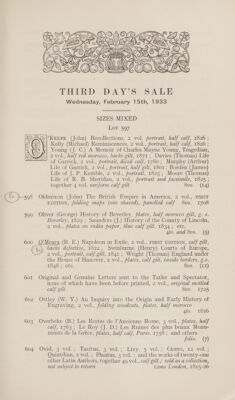 THIRD DAY'S SALE
Wednesday, February 15th, 1933
SIZES MIXED
Lot 597
O'KEEFE (John) Recollections, 2 vol. portrait, half calf, 1826;
Kelly (Michael) Reminiscences, 2 vol. portrait, half calf, 1826;
Young (J. C.) A Memoir of Charles Mayne Young, Tragedian,
2 vol., half red morocco, backs gilt, 1871; Davies (Thomas) Life
of Garrick, 2 vol., portrait, diced calf, 1780; Murphy (Arthur)
Life of Garrick, 2 vol., portrait, half calf, gilt, 1801; Boaden (James)
Life of J. P. Kemble, 2 vol., portrait, 1825; Moore (Thomas)
Life of R. B. Sheridan, 2 vol., portrait and facsimile, 1825;
together 4 vol. uniform calf gilt 8vo. (14)
598 Oldmixon (John) The British Empire in America, 2 vol., FIRST
EDITION, folding maps (one shaved), panelled calf 8vo. 1708
599 Oliver (George) History of Beverley, plates, half morocco gilt, g. e.
Beverley, 1829; Saunders (J.) History of the County of Lincoln,
2 vol., plates on india paper, blue calf gilt, 1834; etc.
4to. and 8vo. (9)
600 O'Meara (B. E.) Napoleon in Exile, 2 vol., FIRST EDITION, calf gilt,
backs defective, 1822; Swinburne (Henry) Courts of Europe,
2 vol., portraits, calf gilt, 1841; Wright (Thomas) England under
the House of Hanover, 2 vol., plates, calf gilt, inside borders, g.e.
1848; etc. 8vo. (11)
601 Original and Genuine Letters sent to the Tatler and Spectator,
none of which have been before printed, 2 vol., original mottled
calf gilt 8vo. 1725
602 Ottley (W. Y.) An Inquiry into the Origin and Early History of
Engraving, 2 vol., folding woodcuts, plates, half morocco
4to. 1816
603 Overbeke (B.) Les Restes de l'Ancienne Rome, 3 vol., plates, half
calf, 1763; Le Roy (J. D.) Les Ruines des plus beaux Monu-
ments de la Grèce, plates, half calf, Paris, 1758; and others
folio. (7)
604 Ovid, 3 vol.; Tacitus, 3 vol.; Livy, 3 vol.; Cicero, 12 vol.;
Quintilian, 2 vol.; Plautus, 3 vol.; and the works of twenty-one
other Latin Authors, together 49 vol., calf gilt, sold as a collection,
not subject to return 12mo London, 1815-26